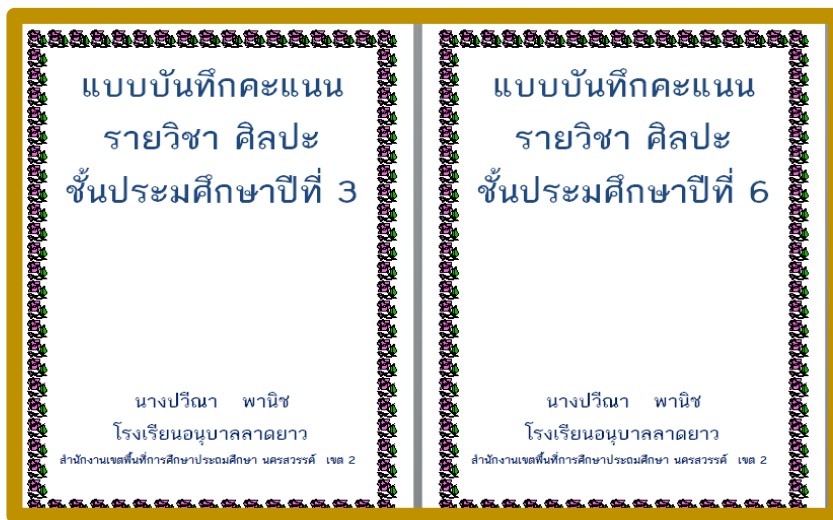 แบบบันทึกคะแนน
รายวิชา ศิลปะ
ชั้นประมศึกษาปีที่ 3
นางปวีณา พานิช
โรงเรียนอนุบาลลาดยาว
สำนักงานเขตพื้นที่การศึกษาประถมศึกษา นครสวรรค์ เขต 2
แบบบันทึกคะแนน
รายวิชา ศิลปะ
ชั้นประมศึกษาปีที่ 6
นางปวีณา พานิช
โรงเรียนอนุบาลลาดยาว
สำนักงานเขตพื้นที่การศึกษาประถมศึกษา นครสวรรค์ เขต 2